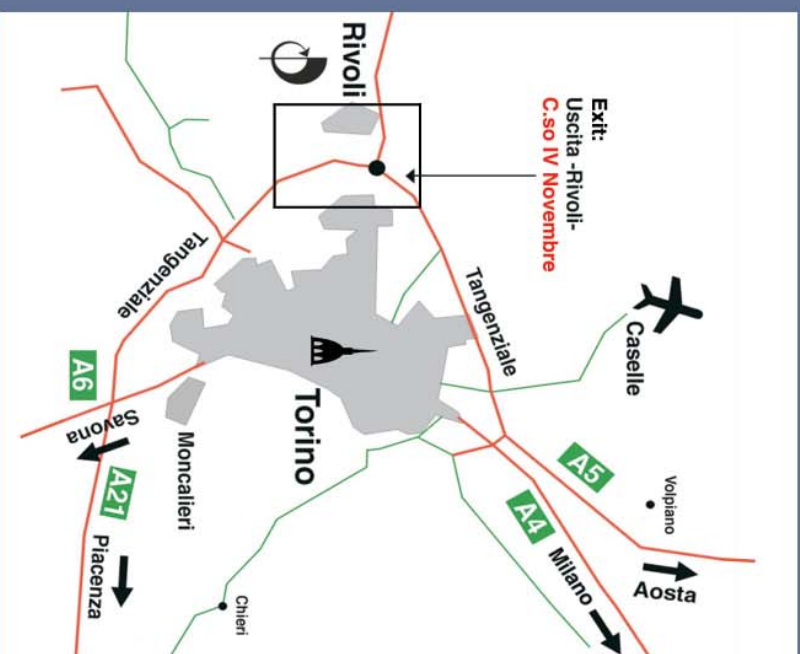 Exit:
Uscita -Rivoli-
C.so IV Novembre
Rivoli
Caselle
Tangenziale
Volpiano
A5
Aosta
A4
Milano
Torino
Tangenziale
Moncalieri
Chieri
A6
Savona
A21
Piacenza